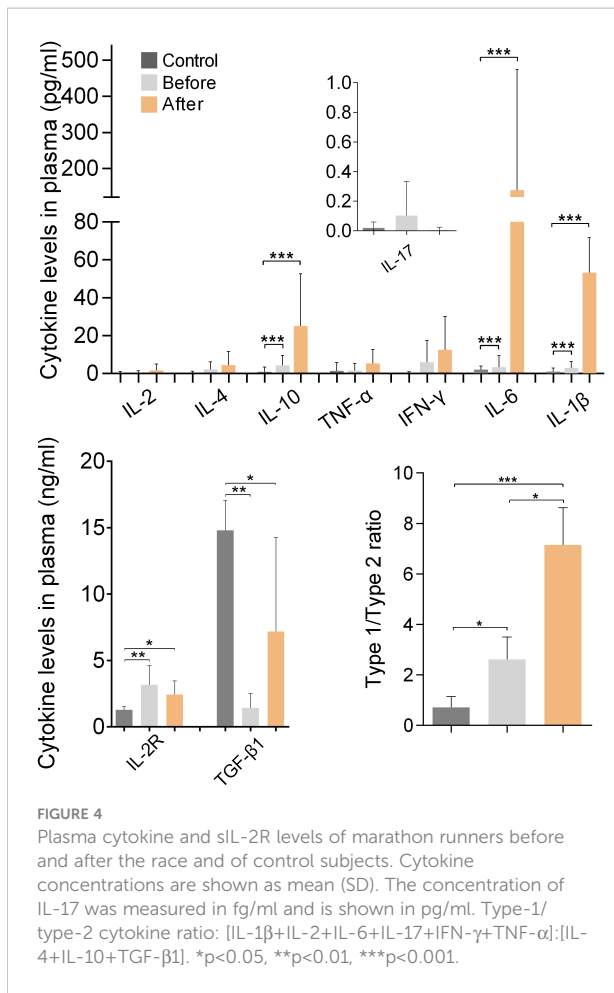 Cytokine levels in plasma (pg/ml)
500
400
300
200
80
60
40
20
0
Control
Before
After
1.0
0.8
0.6
0.4
0.2
0.0
IL-17
***
***
***
***
***
***
IL-2
IL-4
IL-10
TNF-α
IFN-γ
IL-6
IL-1β
Cytokine levels in plasma (ng/ml)
20
15
10
5
0
*
**
*
**
IL-2R
TGF-β1
Type 1/Type 2 ratio
10
8
6
4
2
0
***
*
*
FIGURE 4
Plasma cytokine and sIL-2R levels of marathon runners before
and after the race and of control subjects. Cytokine
concentrations are shown as mean (SD). The concentration of
IL-17 was measured in fg/ml and is shown in pg/ml. Type-1/
type-2 cytokine ratio: [IL-1β+IL-2+IL-6+IL-17+IFN-γ+TNF-α]:[IL-
4+IL-10+TGF-β1]. *p<0.05, **p<0.01, ***p<0.001.